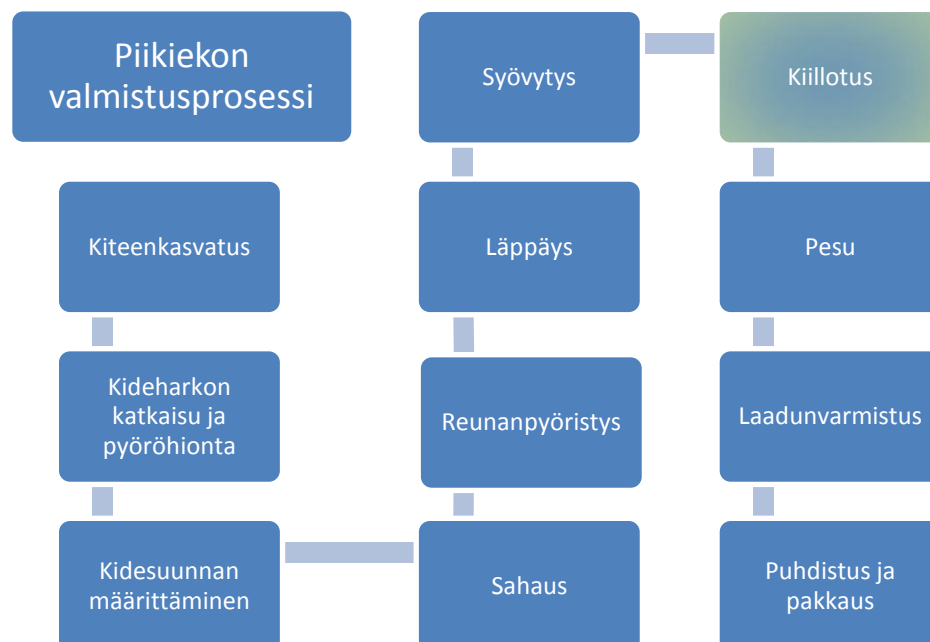 Piikiekon
valmistusprosessi
Kiteenkasvatus
Kideharkon
katkaisu ja
pyöröhionta
Kidesuunnan
määrittäminen
Sahaus
Reunanpyöristys
Läppäys
Syövytys
Kiillotus
Pesu
Laadunvarmistus
Puhdistus ja
pakkaus